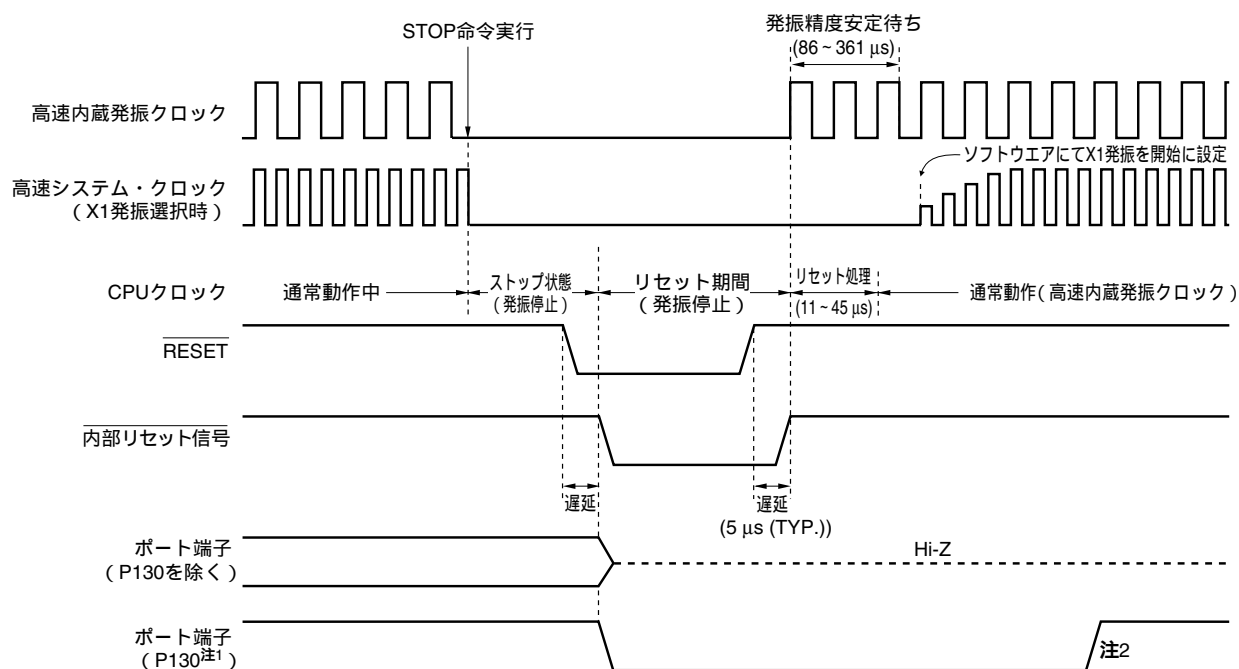 STOP命令実行
発振精度安定待ち
(86~361 μs)
高速内蔵発振クロック
ソフトウエアにてX1発振を開始に設定
高速システム・クロック
(X1発振選択時)
CPUクロック
通常動作中
ストップ状態
(発振停止)
リセット期間
(発振停止)
リセット処理
(11~45 μs)
通常動作(高速内蔵発振クロック)
RESET
内部リセット信号
遅延
遅延
(5 μs (TYP.))
ポート端子
(P130を除く)
Hi-Z
ポート端子
(P130注1)
注2